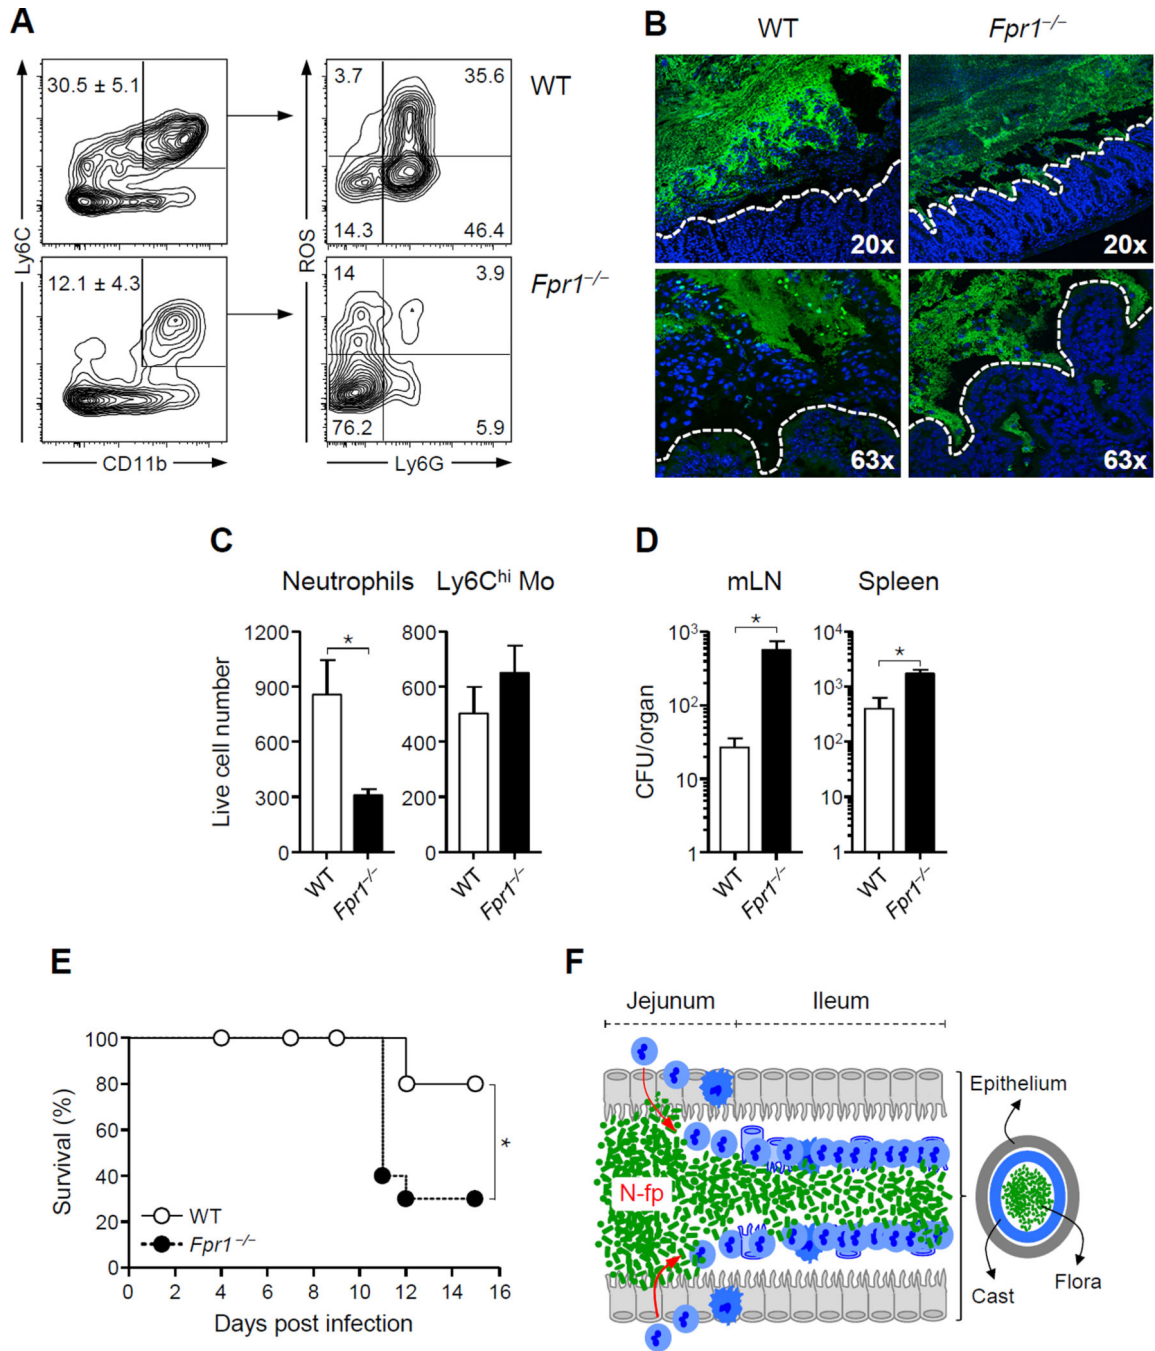 A
B
WT
Fpr1⁻/⁻
30.5 ± 5.1
3.7
35.6
WT
14.3
46.4
20x
20x
Ly6C
ROS
12.1 ± 4.3
14
3.9
Fpr1⁻/⁻
76.2
5.9
63x
63x
CD11b
Ly6G
C
D
Neutrophils
Ly6Cʰⁱ Mo
mLN
Spleen
Live cell number
1200
900
600
300
0
*
WT
Fpr1⁻/⁻
800
600
400
200
0
WT
Fpr1⁻/⁻
CFU/organ
10³
10²
10
1
*
WT
Fpr1⁻/⁻
10⁴
10³
10²
10
1
*
WT
Fpr1⁻/⁻
E
F
Survival (%)
100
80
60
40
20
0
*
WT
Fpr1⁻/⁻
0 2 4 6 8 10 12 14 16
Days post infection
Jejunum
Ileum
Epithelium
N-fp
Flora
Cast